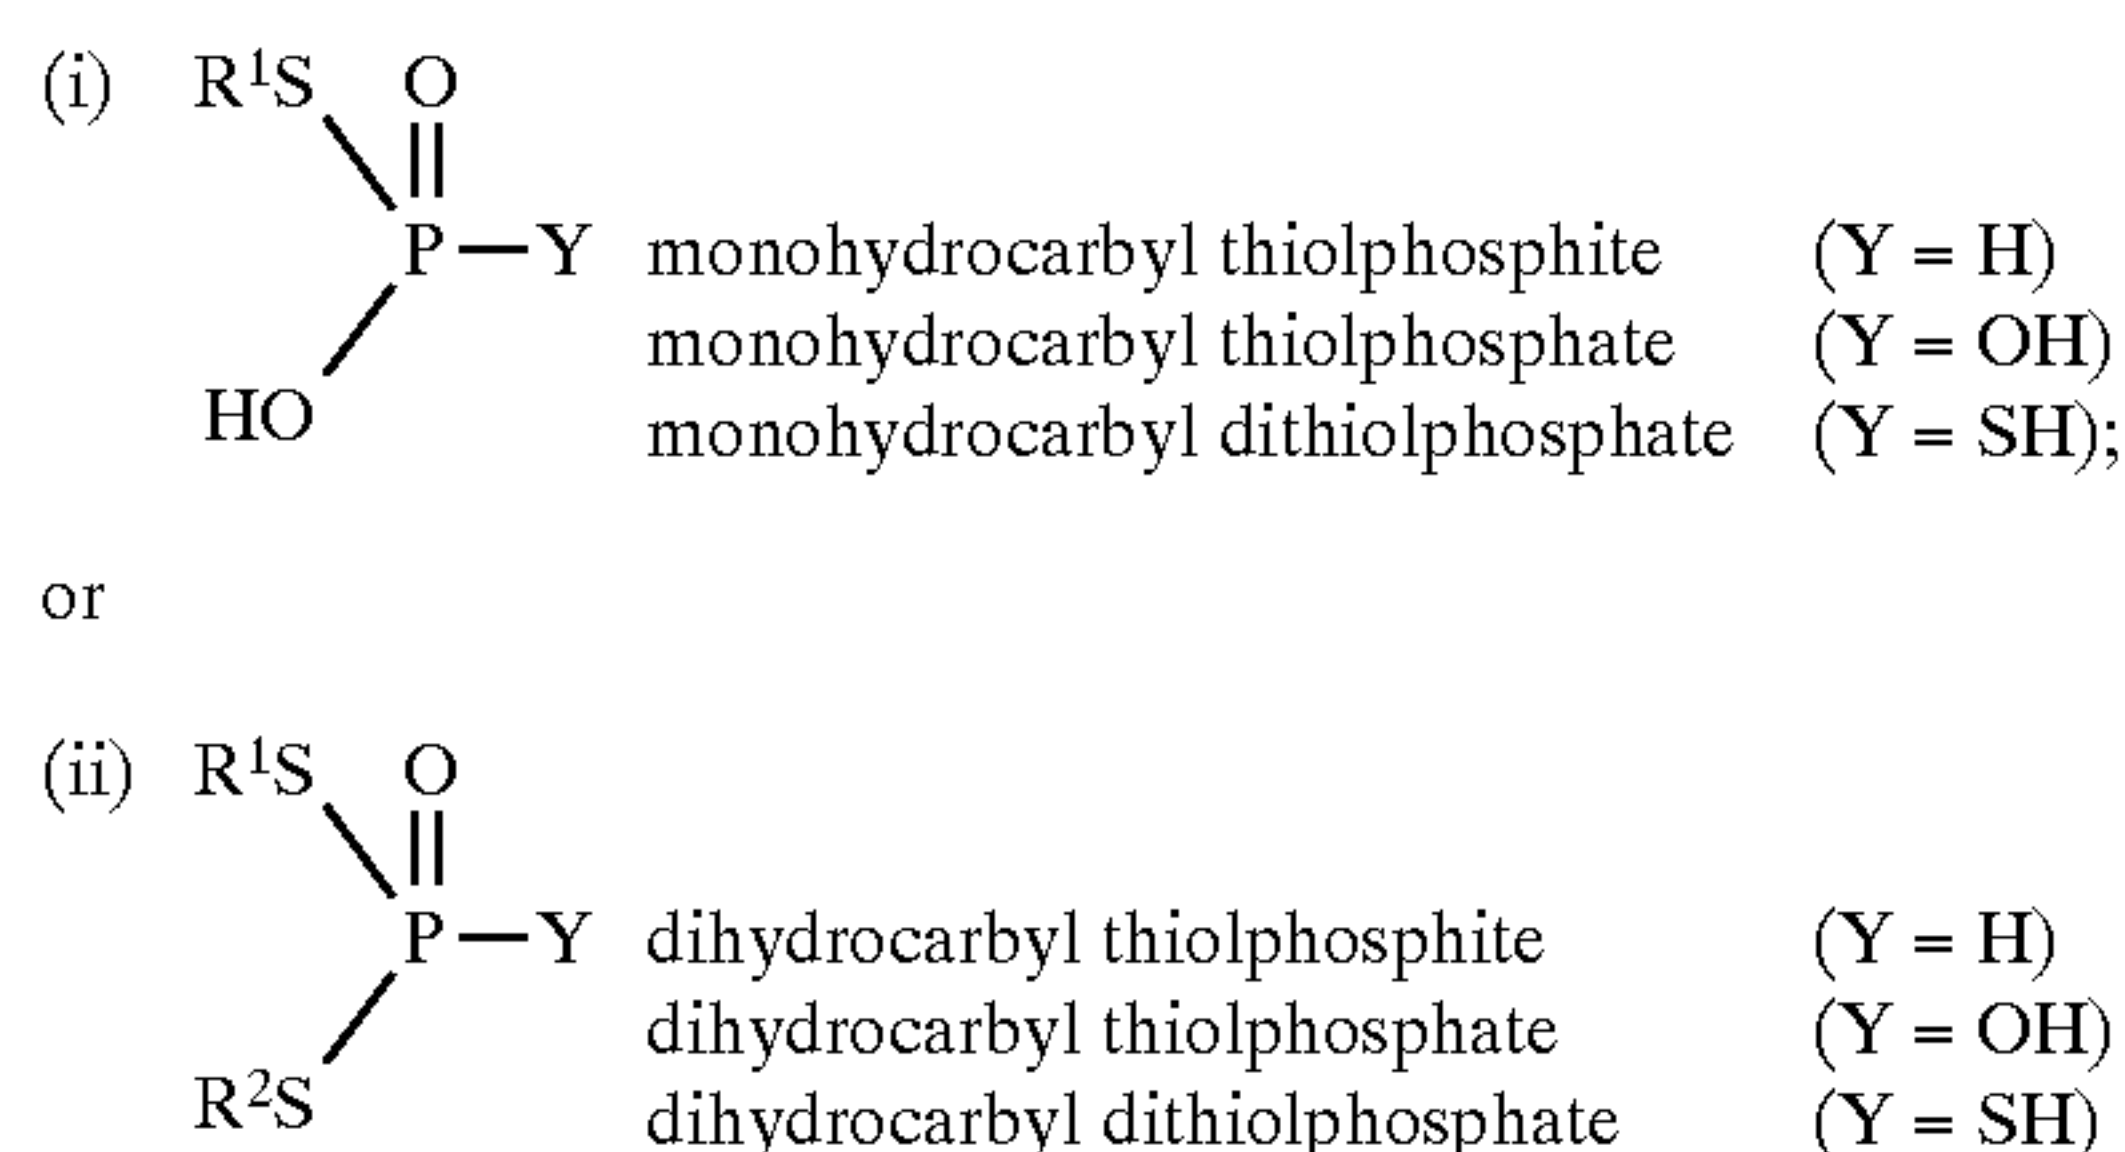 (i) R¹S O
P—Y monohydrocarbyl thiolphosphite (Y = H)
monohydrocarbyl thiolphosphate (Y = OH)
HO monohydrocarbyl dithiolphosphate (Y = SH);
or
(ii) R¹S O
P—Y dihydrocarbyl thiolphosphite (Y = H)
dihydrocarbyl thiolphosphate (Y = OH)
R²S dihydrocarbyl dithiolphosphate (Y = SH)